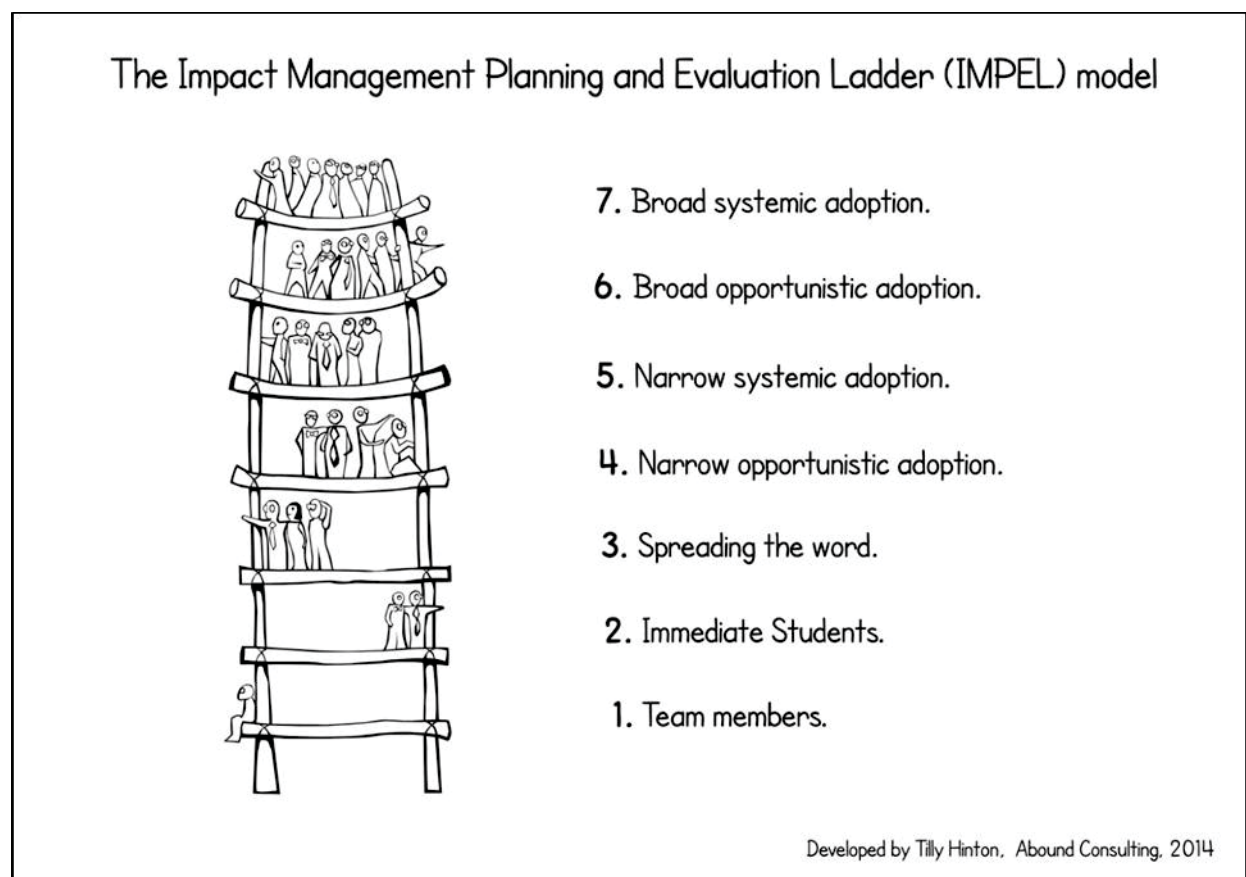 The Impact Management Planning and Evaluation Ladder (IMPEL) model
7. Broad systemic adoption.
6. Broad opportunistic adoption.
5. Narrow systemic adoption.
4. Narrow opportunistic adoption.
3. Spreading the word.
2. Immediate Students.
1. Team members.
Developed by Tilly Hinton, Abound Consulting, 2014